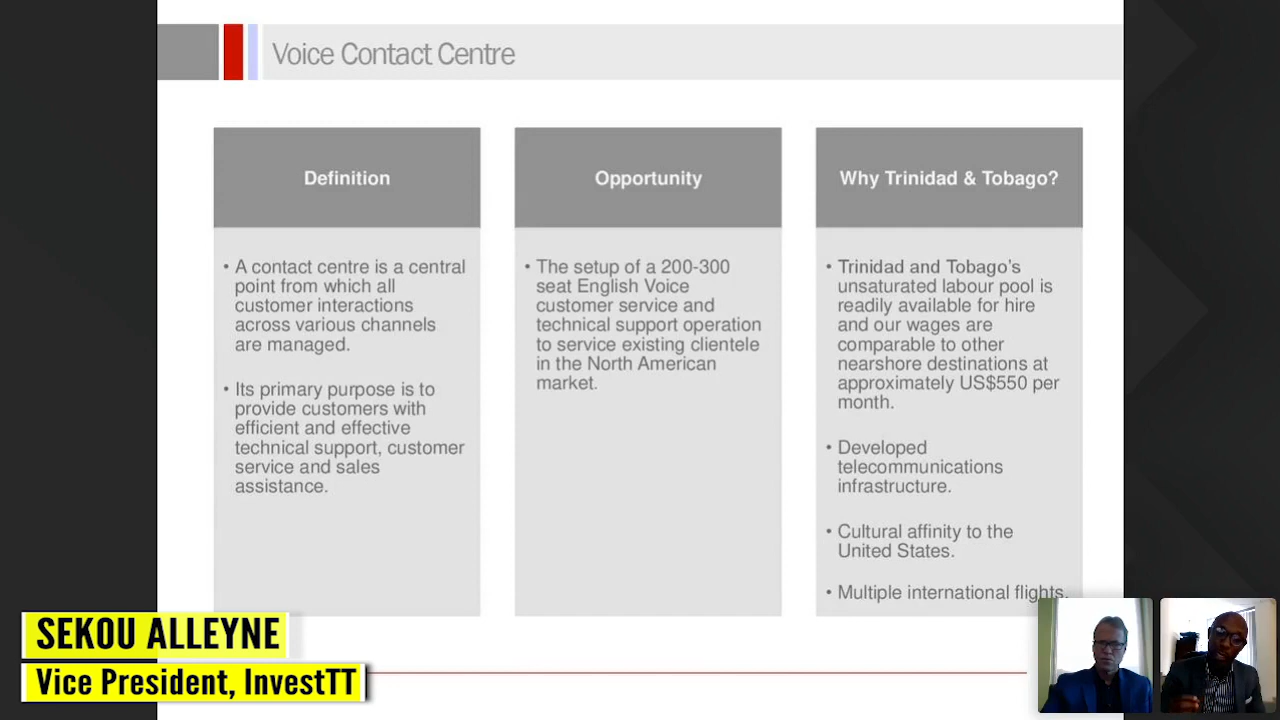 Voice Contact Centre
Definition
• A contact centre is a central
point from which all
customer interactions
across various channels
are managed.
• Its primary purpose is to
provide customers with
efficient and effective
technical support, customer
service and sales
assistance.
Opportunity
• The setup of a 200-300
seat English Voice
customer service and
technical support operation
to service existing clientele
in the North American
market.
Why Trinidad & Tobago?
• Trinidad and Tobago's
unsaturated labour pool is
readily available for hire
and our wages are
comparable to other
nearshore destinations at
approximately US$550 per
month.
• Developed
telecommunications
infrastructure.
• Cultural affinity to the
United States.
• Multiple international flights.
SEKOU ALLEYNE
Vice President, InvestTT